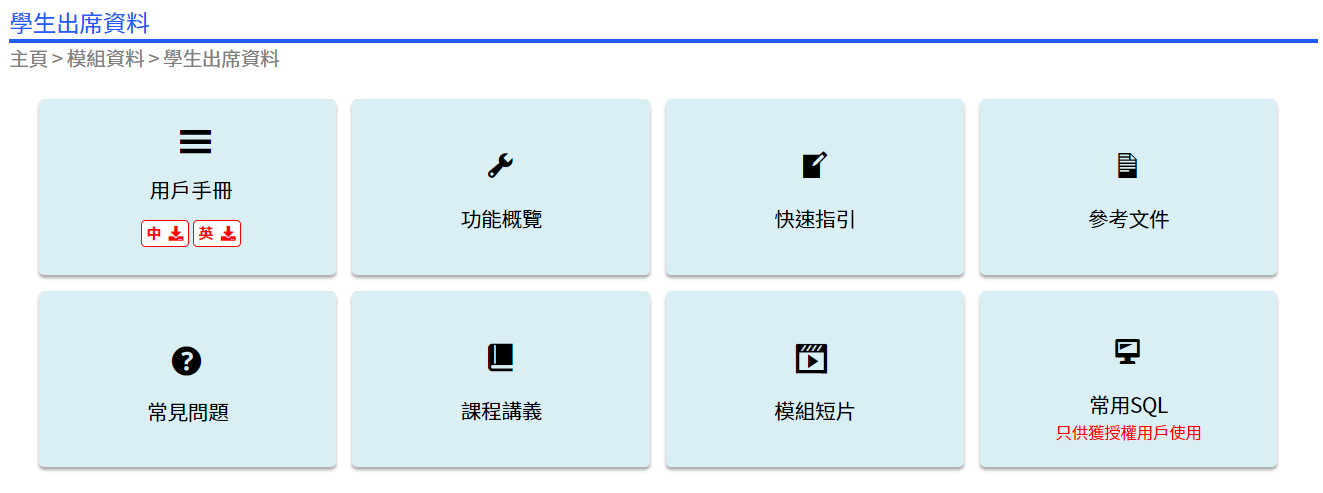 學生出席資料
主頁 > 模組資料 > 學生出席資料
用戶手冊
中
英
功能概覽
快速指引
參考文件
常見問題
課程講義
模組短片
常用SQL
只供獲授權用戶使用